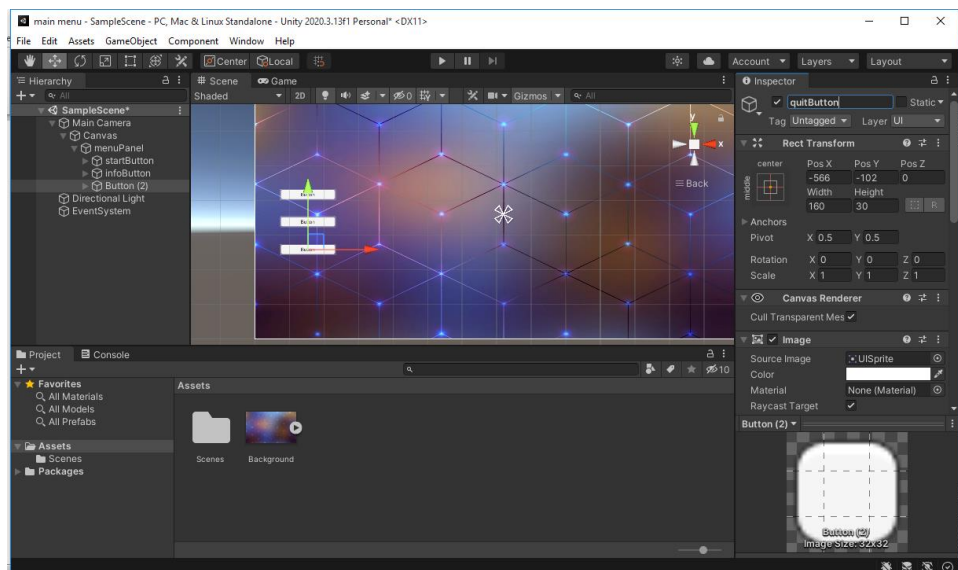 main menu - SampleScene - PC, Mac & Linux Standalone - Unity 2020.3.13f1 Personal* <DX11>
File Edit Assets GameObject Component Window Help
Center Local Account Layers Layout
Hierarchy
All
SampleScene*
Main Camera
Canvas
menuPanel
startButton
infoButton
Button (2)
Directional Light
EventSystem
Scene Game
Shaded 2D 0 Gizmos All
y
x
Back
Button
Button
Button
Inspector
quitButton Static
Tag Untagged Layer UI
Rect Transform
center Pos X Pos Y Pos Z
middle -566 -102 0
Width Height
160 30 R
Anchors
Pivot X 0.5 Y 0.5
Rotation X 0 Y 0 Z 0
Scale X 1 Y 1 Z 1
Canvas Renderer
Cull Transparent Mes
Image
Source Image UISprite
Color
Material None (Material)
Raycast Target
Button (2)
Button (2)
Image Size: 32x32
Project Console
10
Favorites
All Materials
All Models
All Prefabs
Assets
Scenes
Packages
Assets
Scenes Background